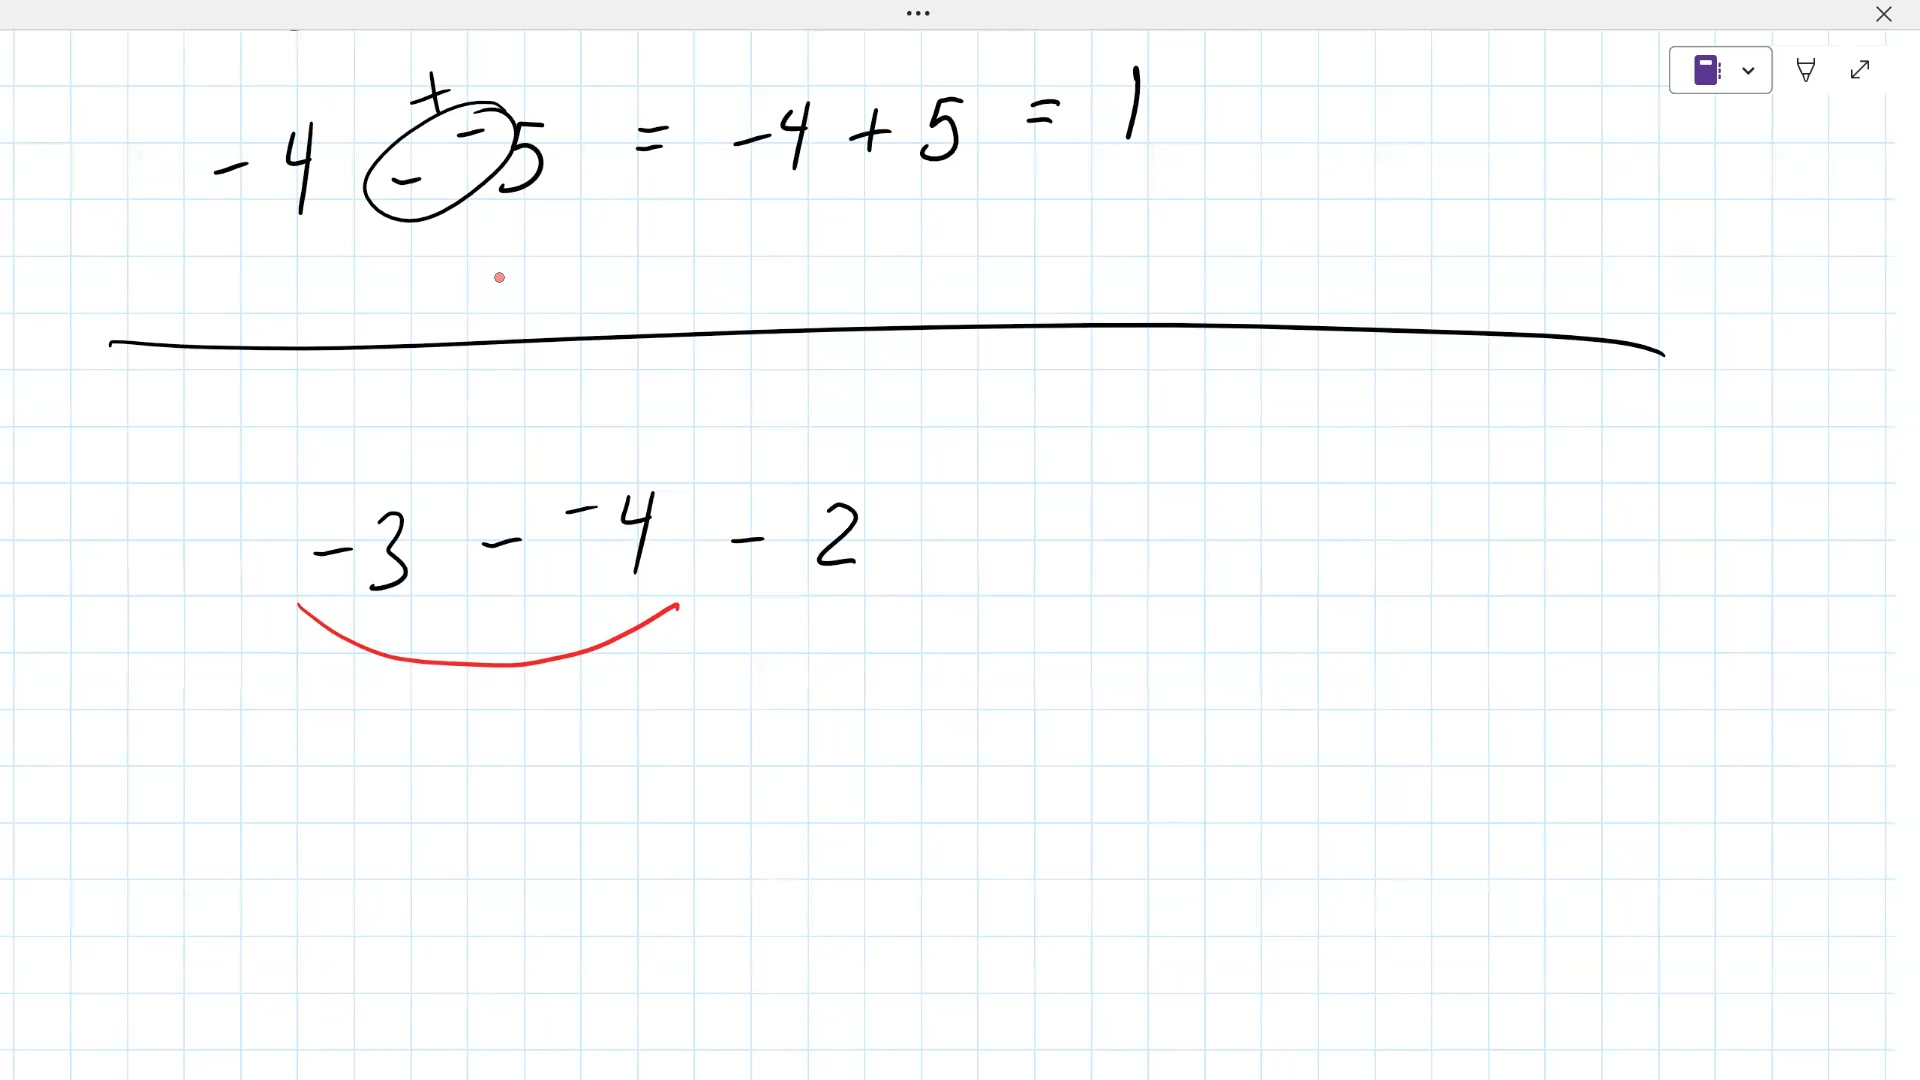 +
- 4 - -5 = -4 + 5 = 1
-3 - -4 - 2